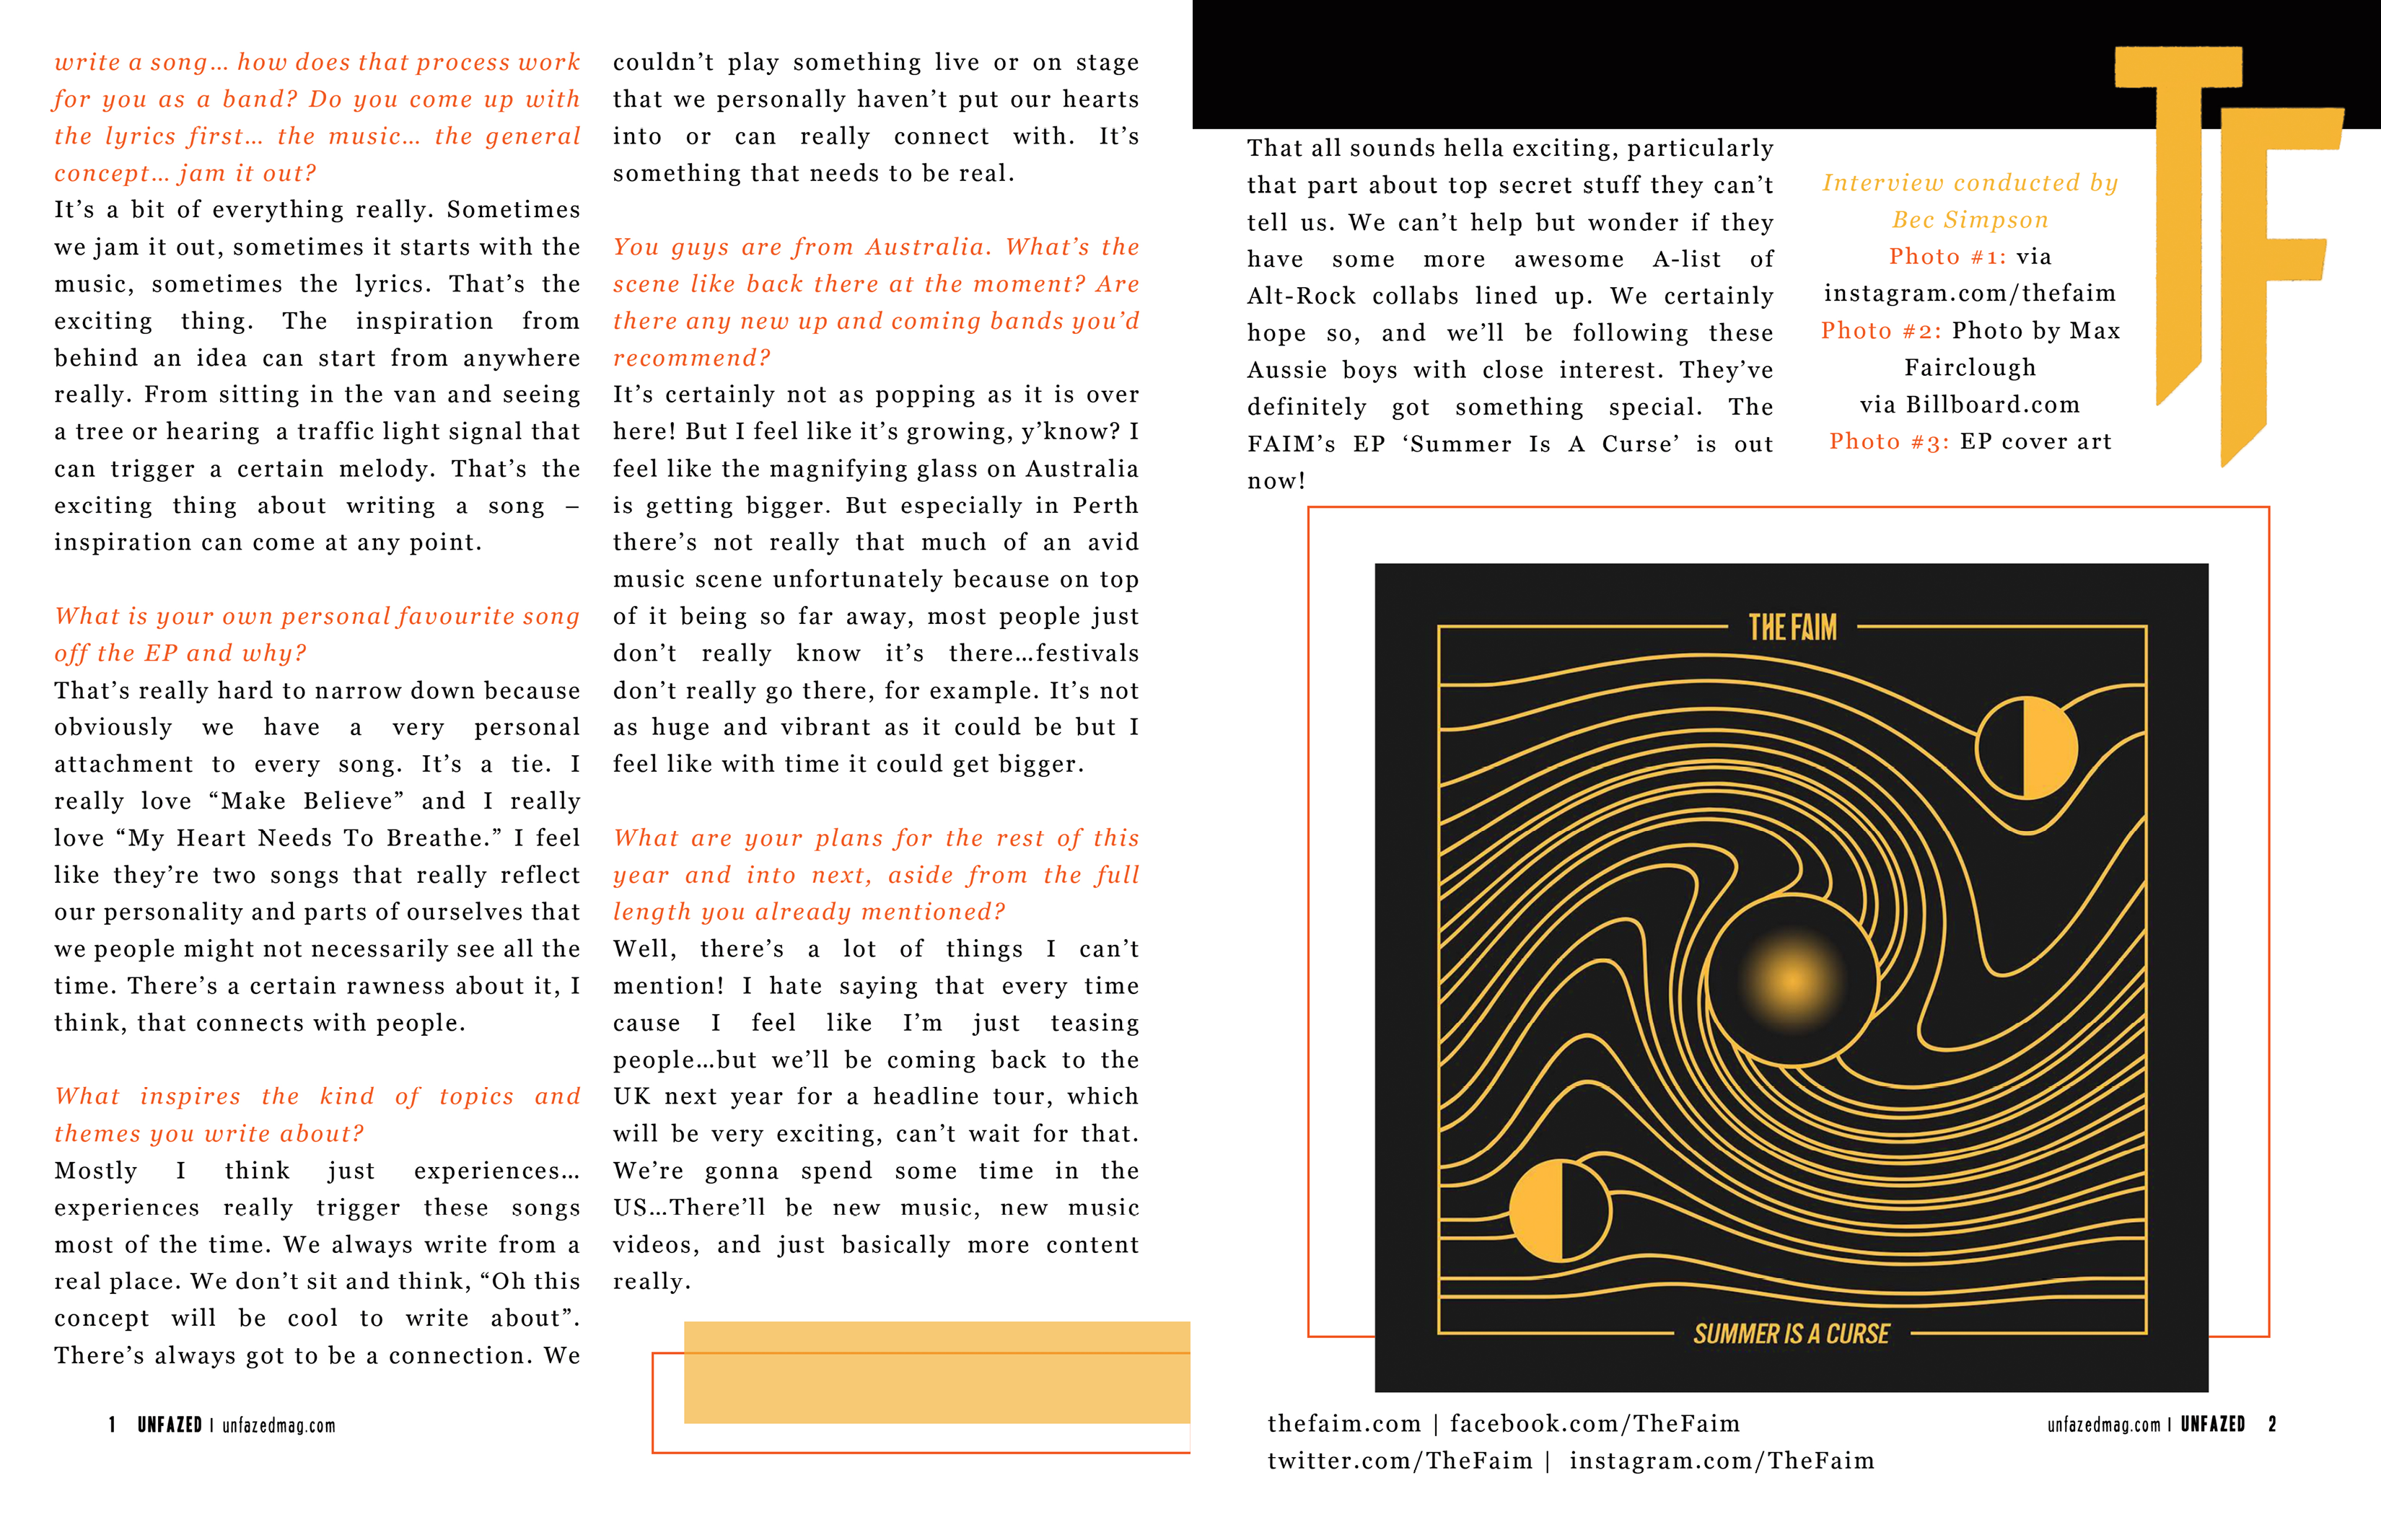 write a song… how does that process work
for you as a band? Do you come up with
the lyrics first… the music… the general
concept… jam it out?
It’s a bit of everything really. Sometimes
we jam it out, sometimes it starts with the
music, sometimes the lyrics. That’s the
exciting thing. The inspiration from
behind an idea can start from anywhere
really. From sitting in the van and seeing
a tree or hearing a traffic light signal that
can trigger a certain melody. That’s the
exciting thing about writing a song –
inspiration can come at any point.
What is your own personal favourite song
off the EP and why?
That’s really hard to narrow down because
obviously we have a very personal
attachment to every song. It’s a tie. I
really love “Make Believe” and I really
love “My Heart Needs To Breathe.” I feel
like they’re two songs that really reflect
our personality and parts of ourselves that
we people might not necessarily see all the
time. There’s a certain rawness about it, I
think, that connects with people.
What inspires the kind of topics and
themes you write about?
Mostly I think just experiences…
experiences really trigger these songs
most of the time. We always write from a
real place. We don’t sit and think, “Oh this
concept will be cool to write about”.
There’s always got to be a connection. We
couldn’t play something live or on stage
that we personally haven’t put our hearts
into or can really connect with. It’s
something that needs to be real.
You guys are from Australia. What’s the
scene like back there at the moment? Are
there any new up and coming bands you’d
recommend?
It’s certainly not as popping as it is over
here! But I feel like it’s growing, y’know? I
feel like the magnifying glass on Australia
is getting bigger. But especially in Perth
there’s not really that much of an avid
music scene unfortunately because on top
of it being so far away, most people just
don’t really know it’s there…festivals
don’t really go there, for example. It’s not
as huge and vibrant as it could be but I
feel like with time it could get bigger.
What are your plans for the rest of this
year and into next, aside from the full
length you already mentioned?
Well, there’s a lot of things I can’t
mention! I hate saying that every time
cause I feel like I’m just teasing
people…but we’ll be coming back to the
UK next year for a headline tour, which
will be very exciting, can’t wait for that.
We’re gonna spend some time in the
US…There’ll be new music, new music
videos, and just basically more content
really.
1 UNFAZED | unfazedmag.com
TF
That all sounds hella exciting, particularly
that part about top secret stuff they can’t
tell us. We can’t help but wonder if they
have some more awesome A-list of
Alt-Rock collabs lined up. We certainly
hope so, and we’ll be following these
Aussie boys with close interest. They’ve
definitely got something special. The
FAIM’s EP ‘Summer Is A Curse’ is out
now!
Interview conducted by
Bec Simpson
Photo #1: via
instagram.com/thefaim
Photo #2: Photo by Max
Fairclough
via Billboard.com
Photo #3: EP cover art
THE FAIM
SUMMER IS A CURSE
thefaim.com | facebook.com/TheFaim
twitter.com/TheFaim | instagram.com/TheFaim
unfazedmag.com | UNFAZED 2